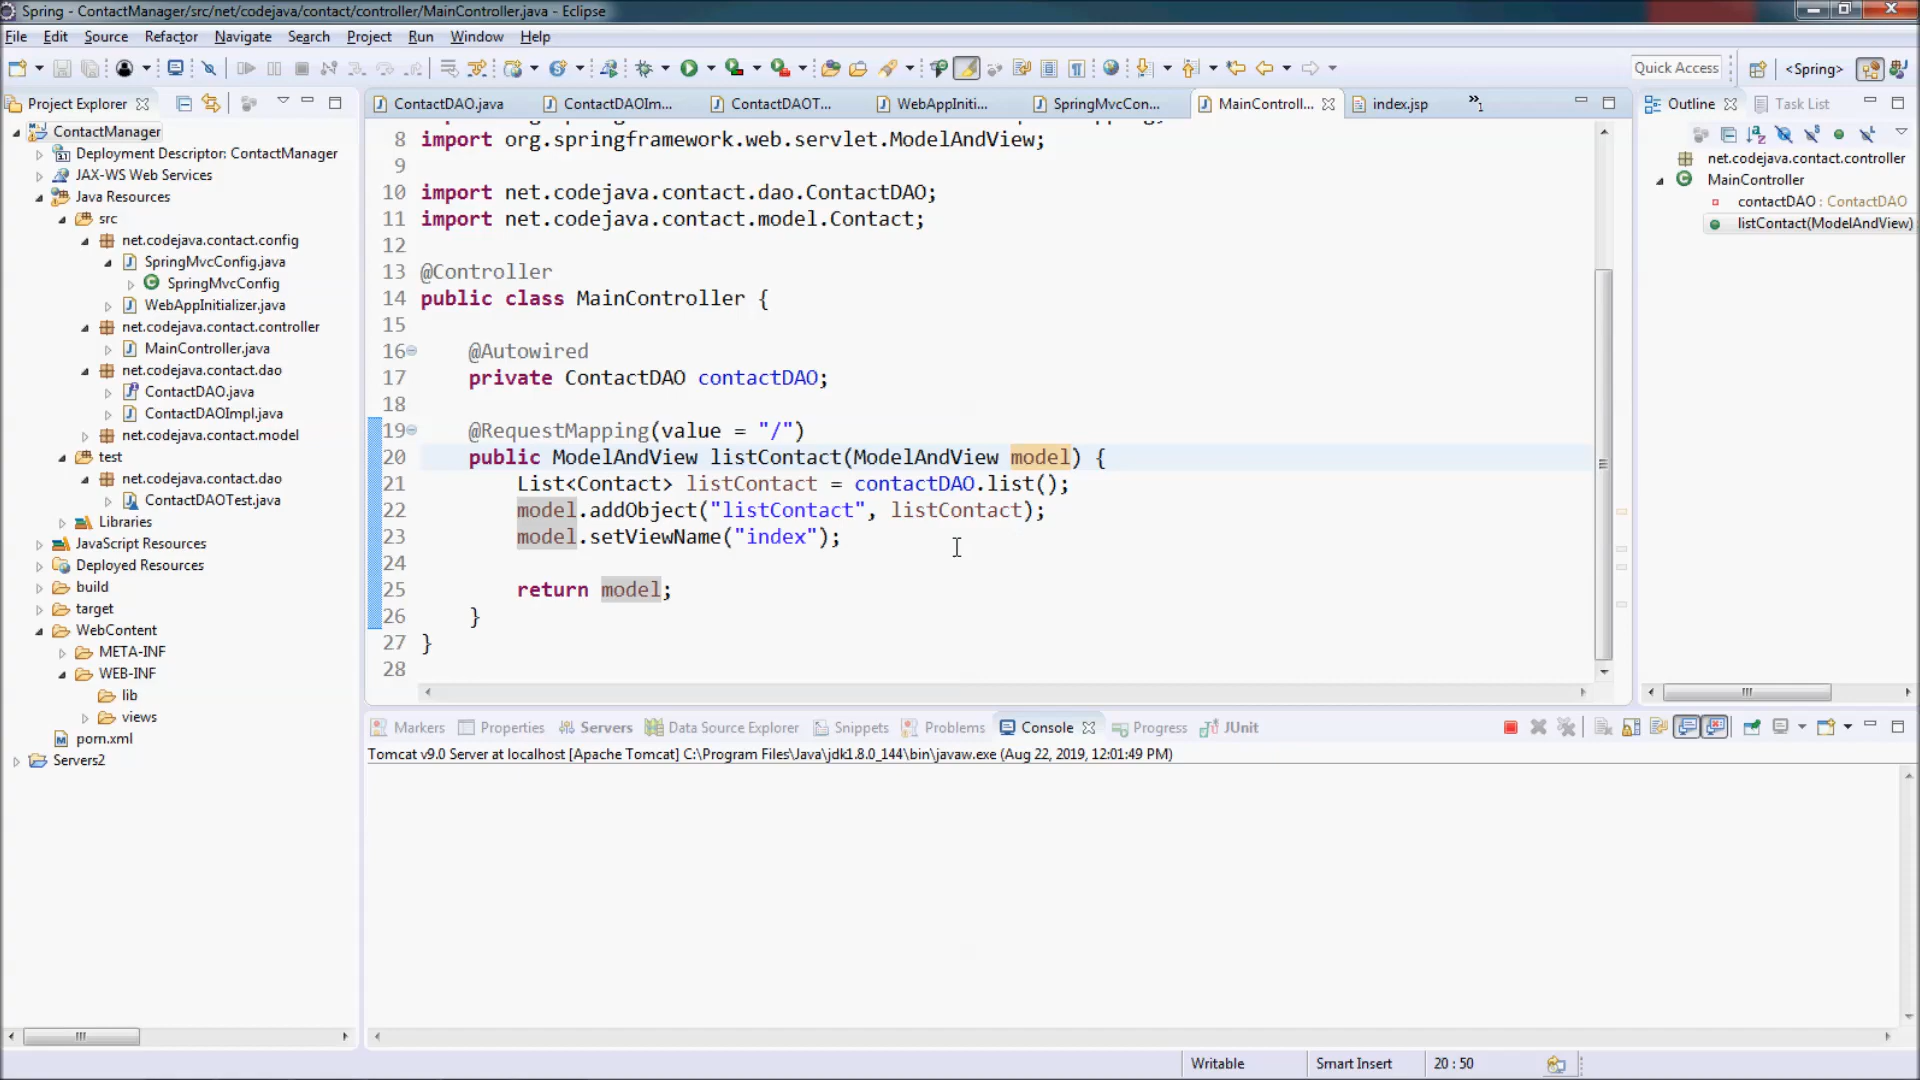 Spring - ContactManager/src/net/codejava/contact/controller/MainController.java - Eclipse
File Edit Source Refactor Navigate Search Project Run Window Help
Quick Access <Spring>
Project Explorer
ContactManager
Deployment Descriptor: ContactManager
JAX-WS Web Services
Java Resources
src
net.codejava.contact.config
SpringMvcConfig.java
SpringMvcConfig
WebAppInitializer.java
net.codejava.contact.controller
MainController.java
net.codejava.contact.dao
ContactDAO.java
ContactDAOImpl.java
net.codejava.contact.model
test
net.codejava.contact.dao
ContactDAOTest.java
Libraries
JavaScript Resources
Deployed Resources
build
target
WebContent
META-INF
WEB-INF
lib
views
pom.xml
Servers2
ContactDAO.java ContactDAOIm... ContactDAOT... WebAppIniti... SpringMvcCon... MainControll... index.jsp »1
8 import org.springframework.web.servlet.ModelAndView;
9
10 import net.codejava.contact.dao.ContactDAO;
11 import net.codejava.contact.model.Contact;
12
13 @Controller
14 public class MainController {
15
16 @Autowired
17 private ContactDAO contactDAO;
18
19 @RequestMapping(value = "/")
20 public ModelAndView listContact(ModelAndView model) {
21 List<Contact> listContact = contactDAO.list();
22 model.addObject("listContact", listContact);
23 model.setViewName("index");
24
25 return model;
26 }
27 }
28
Outline Task List
net.codejava.contact.controller
MainController
contactDAO : ContactDAO
listContact(ModelAndView)
Markers Properties Servers Data Source Explorer Snippets Problems Console Progress JUnit
Tomcat v9.0 Server at localhost [Apache Tomcat] C:\Program Files\Java\jdk1.8.0_144\bin\javaw.exe (Aug 22, 2019, 12:01:49 PM)
Writable Smart Insert 20 : 50